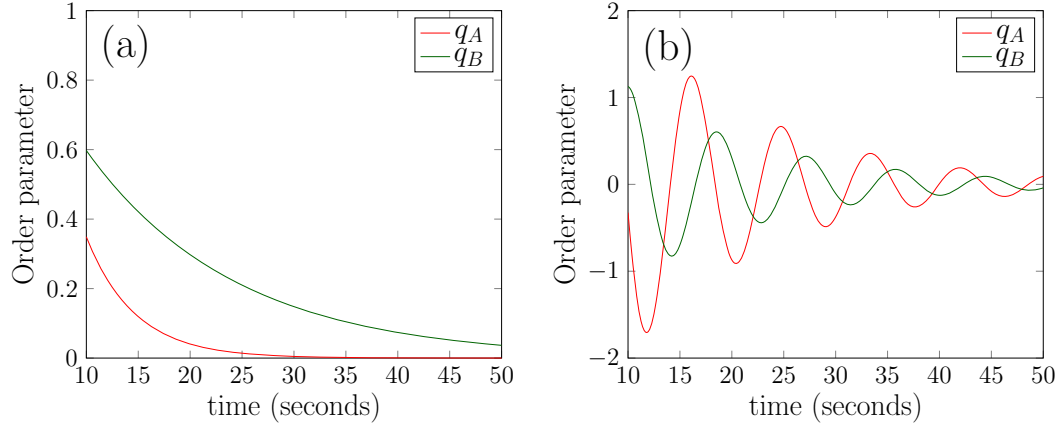 (a)
q_A
q_B
Order parameter
0
0.2
0.4
0.6
0.8
1
10 15 20 25 30 35 40 45 50
time (seconds)
(b)
q_A
q_B
Order parameter
−2
−1
0
1
2
10 15 20 25 30 35 40 45 50
time (seconds)